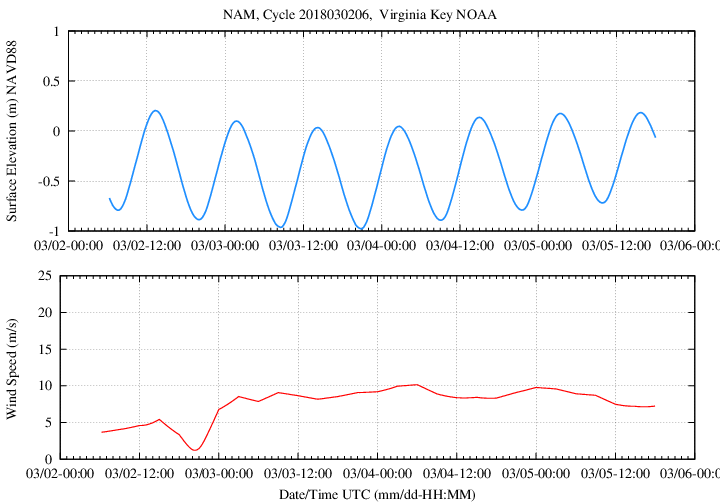 NAM, Cycle 2018030206,  Virginia Key NOAA
Surface Elevation (m) NAVD88
1
0.5
0
-0.5
-1
03/02-00:00 03/02-12:00 03/03-00:00 03/03-12:00 03/04-00:00 03/04-12:00 03/05-00:00 03/05-12:00 03/06-00:0
Wind Speed (m/s)
25
20
15
10
5
0
03/02-00:00 03/02-12:00 03/03-00:00 03/03-12:00 03/04-00:00 03/04-12:00 03/05-00:00 03/05-12:00 03/06-00:0
Date/Time UTC (mm/dd-HH:MM)